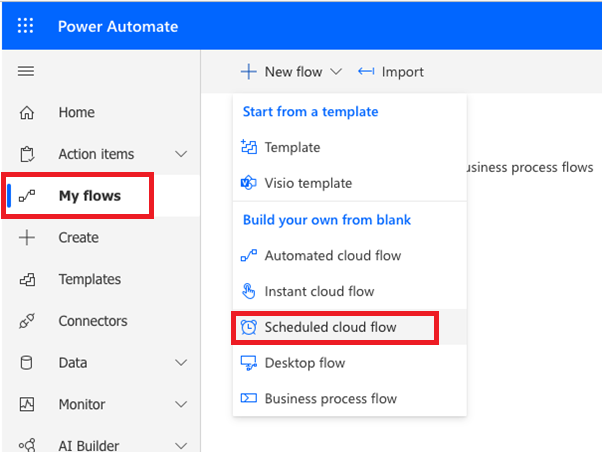 Power Automate
New flow
Import
Home
Action items
My flows
Create
Templates
Connectors
Data
Monitor
AI Builder
Start from a template
Template
Visio template
Build your own from blank
Automated cloud flow
Instant cloud flow
Scheduled cloud flow
Desktop flow
Business process flow
usiness process flows